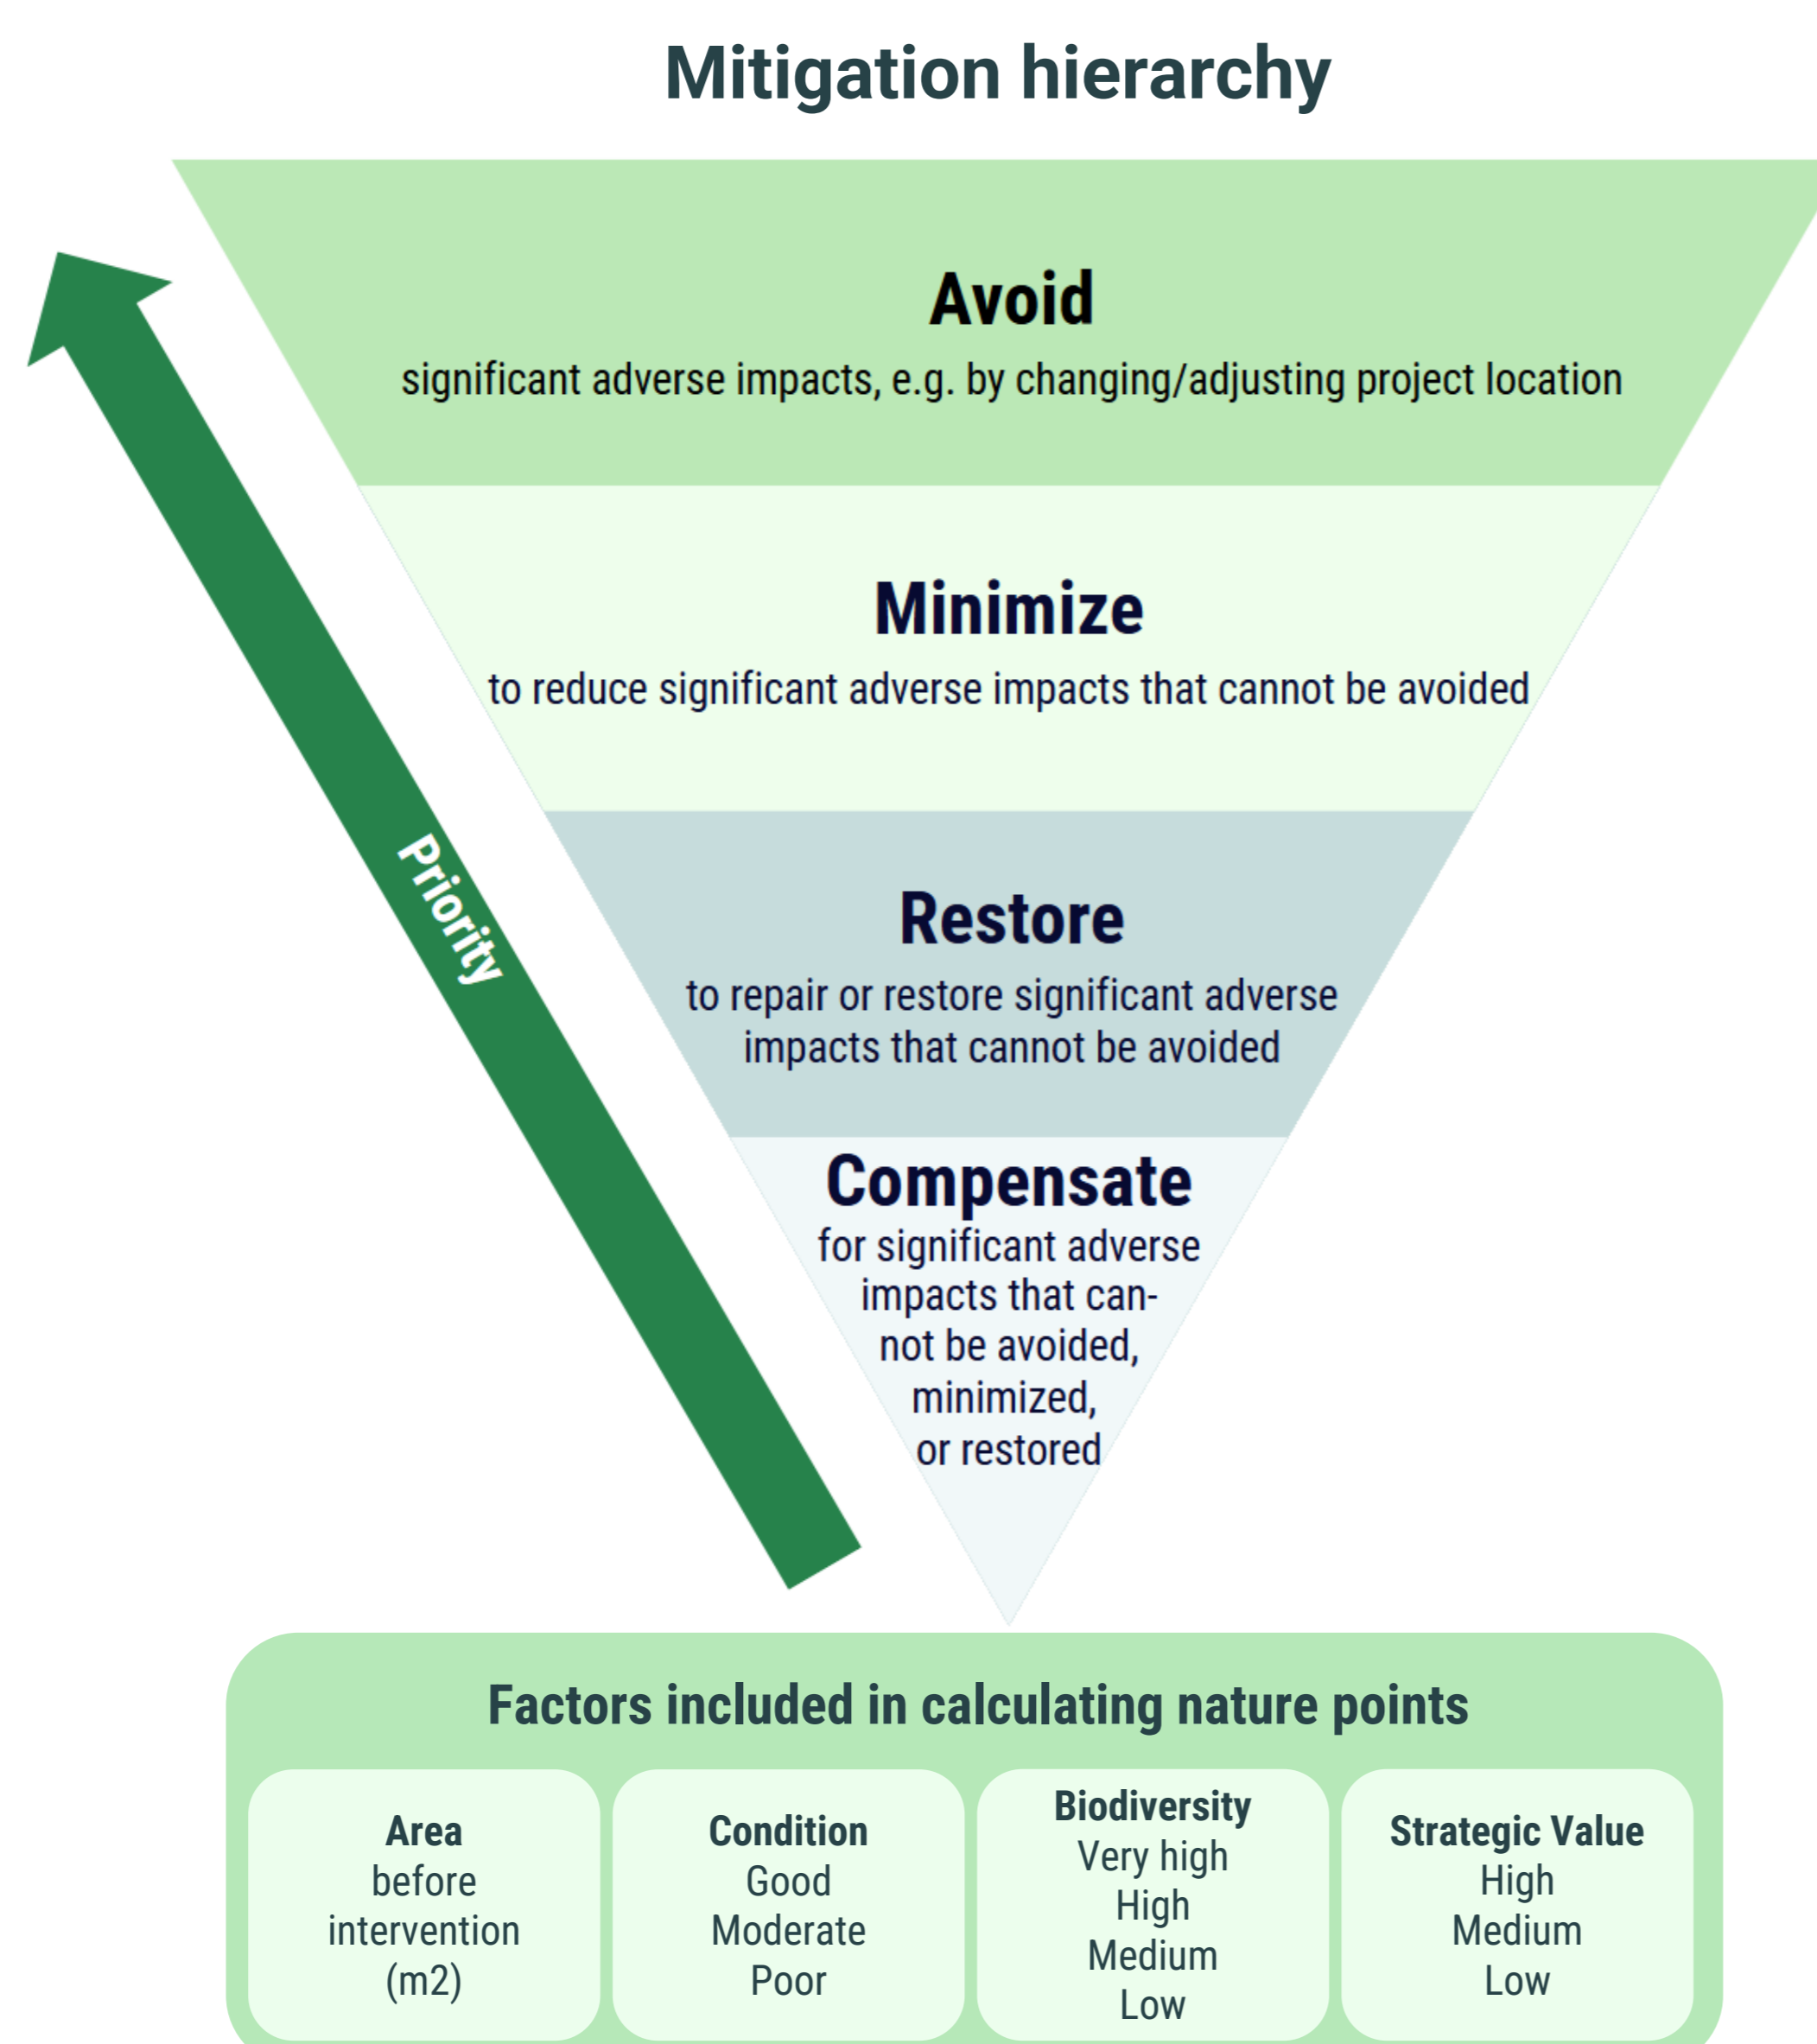 Mitigation hierarchy
Avoid
significant adverse impacts, e.g. by changing/adjusting project location
Minimize
to reduce significant adverse impacts that cannot be avoided
Priority
Restore
to repair or restore significant adverse
impacts that cannot be avoided
Compensate
for significant adverse
impacts that can-
not be avoided,
minimized,
or restored
Factors included in calculating nature points
Area
before
intervention
(m2)
Condition
Good
Moderate
Poor
Biodiversity
Very high
High
Medium
Low
Strategic Value
High
Medium
Low